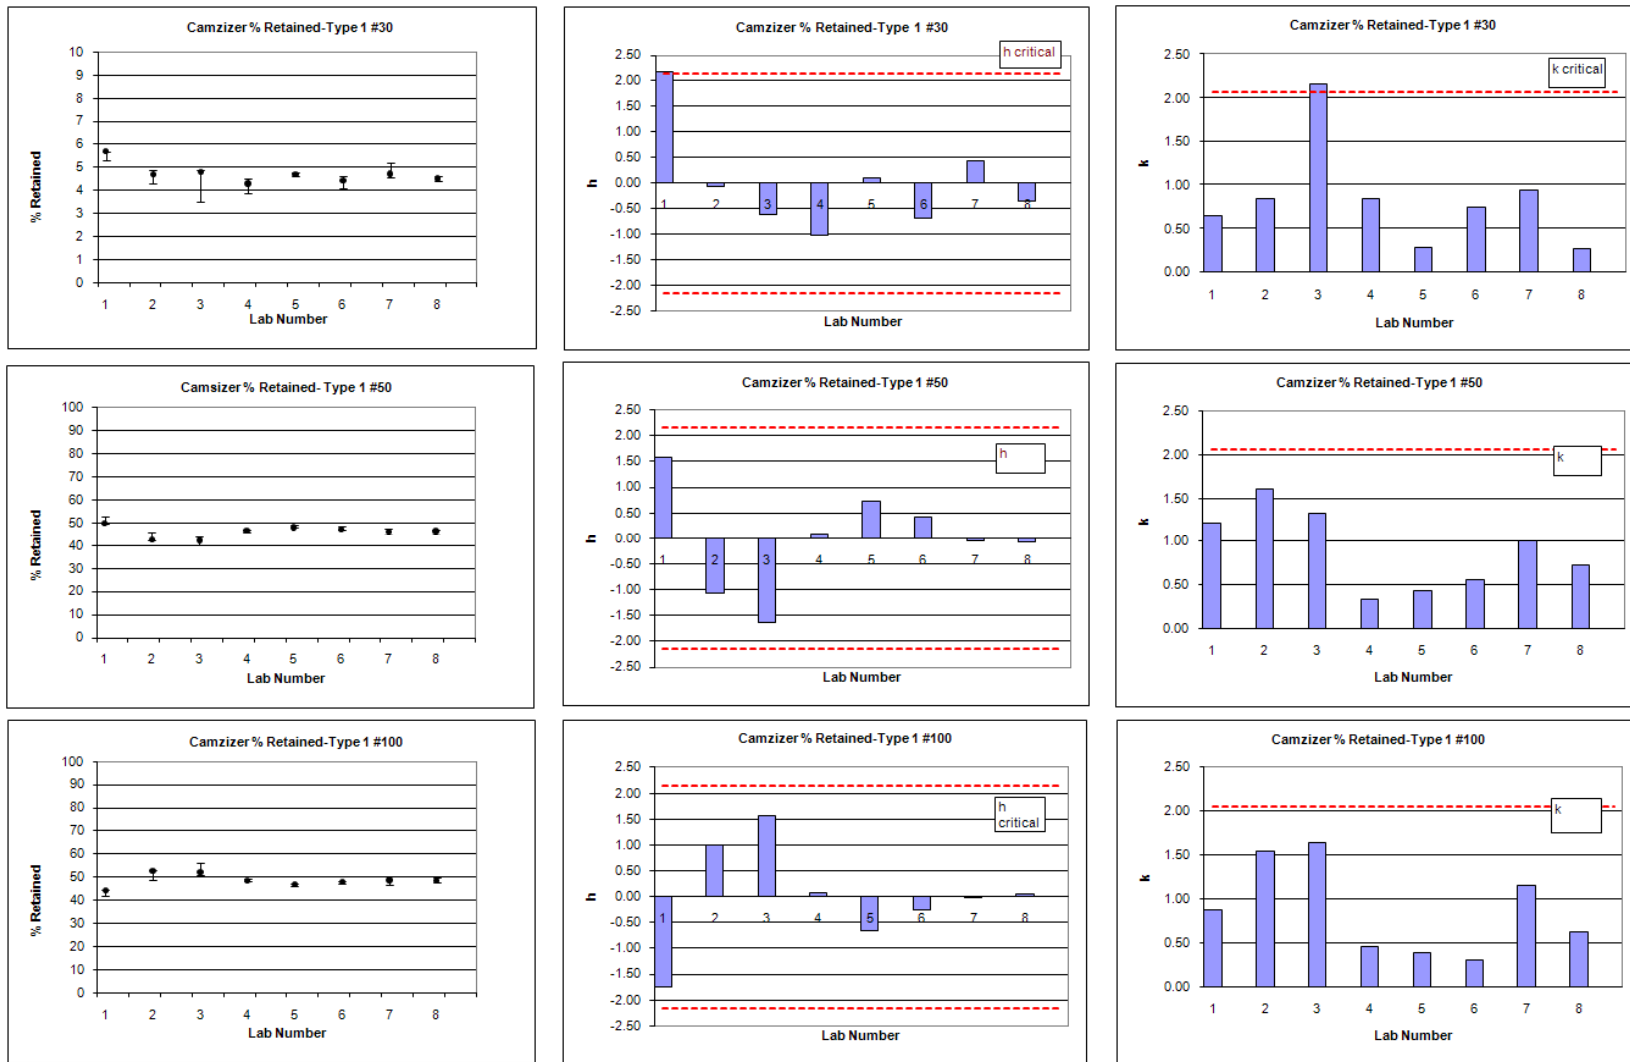 Camzizer % Retained-Type 1 #30
10
9
8
7
6
5
4
3
2
1
0
% Retained
1 2 3 4 5 6 7 8
Lab Number
Camzizer % Retained-Type 1 #30
h critical
2.50
2.00
1.50
1.00
0.50
0.00
-0.50
-1.00
-1.50
-2.00
-2.50
h
1 2 3 4 5 6 7 8
Lab Number
Camzizer % Retained-Type 1 #30
k critical
2.50
2.00
1.50
1.00
0.50
0.00
k
1 2 3 4 5 6 7 8
Lab Number
Camsizer % Retained- Type 1 #50
100
90
80
70
60
50
40
30
20
10
0
% Retained
1 2 3 4 5 6 7 8
Lab Number
Camzizer % Retained-Type 1 #50
h
2.50
2.00
1.50
1.00
0.50
0.00
-0.50
-1.00
-1.50
-2.00
-2.50
h
1 2 3 4 5 6 7 8
Lab Number
Camzizer % Retained-Type 1 #50
k
2.50
2.00
1.50
1.00
0.50
0.00
k
1 2 3 4 5 6 7 8
Lab Number
Camzizer % Retained-Type 1 #100
100
90
80
70
60
50
40
30
20
10
0
% Retained
1 2 3 4 5 6 7 8
Lab Number
Camzizer % Retained-Type 1 #100
h
critical
2.50
2.00
1.50
1.00
0.50
0.00
-0.50
-1.00
-1.50
-2.00
-2.50
h
1 2 3 4 5 6 7 8
Lab Number
Camzizer % Retained-Type 1 #100
k
2.50
2.00
1.50
1.00
0.50
0.00
k
1 2 3 4 5 6 7 8
Lab Number